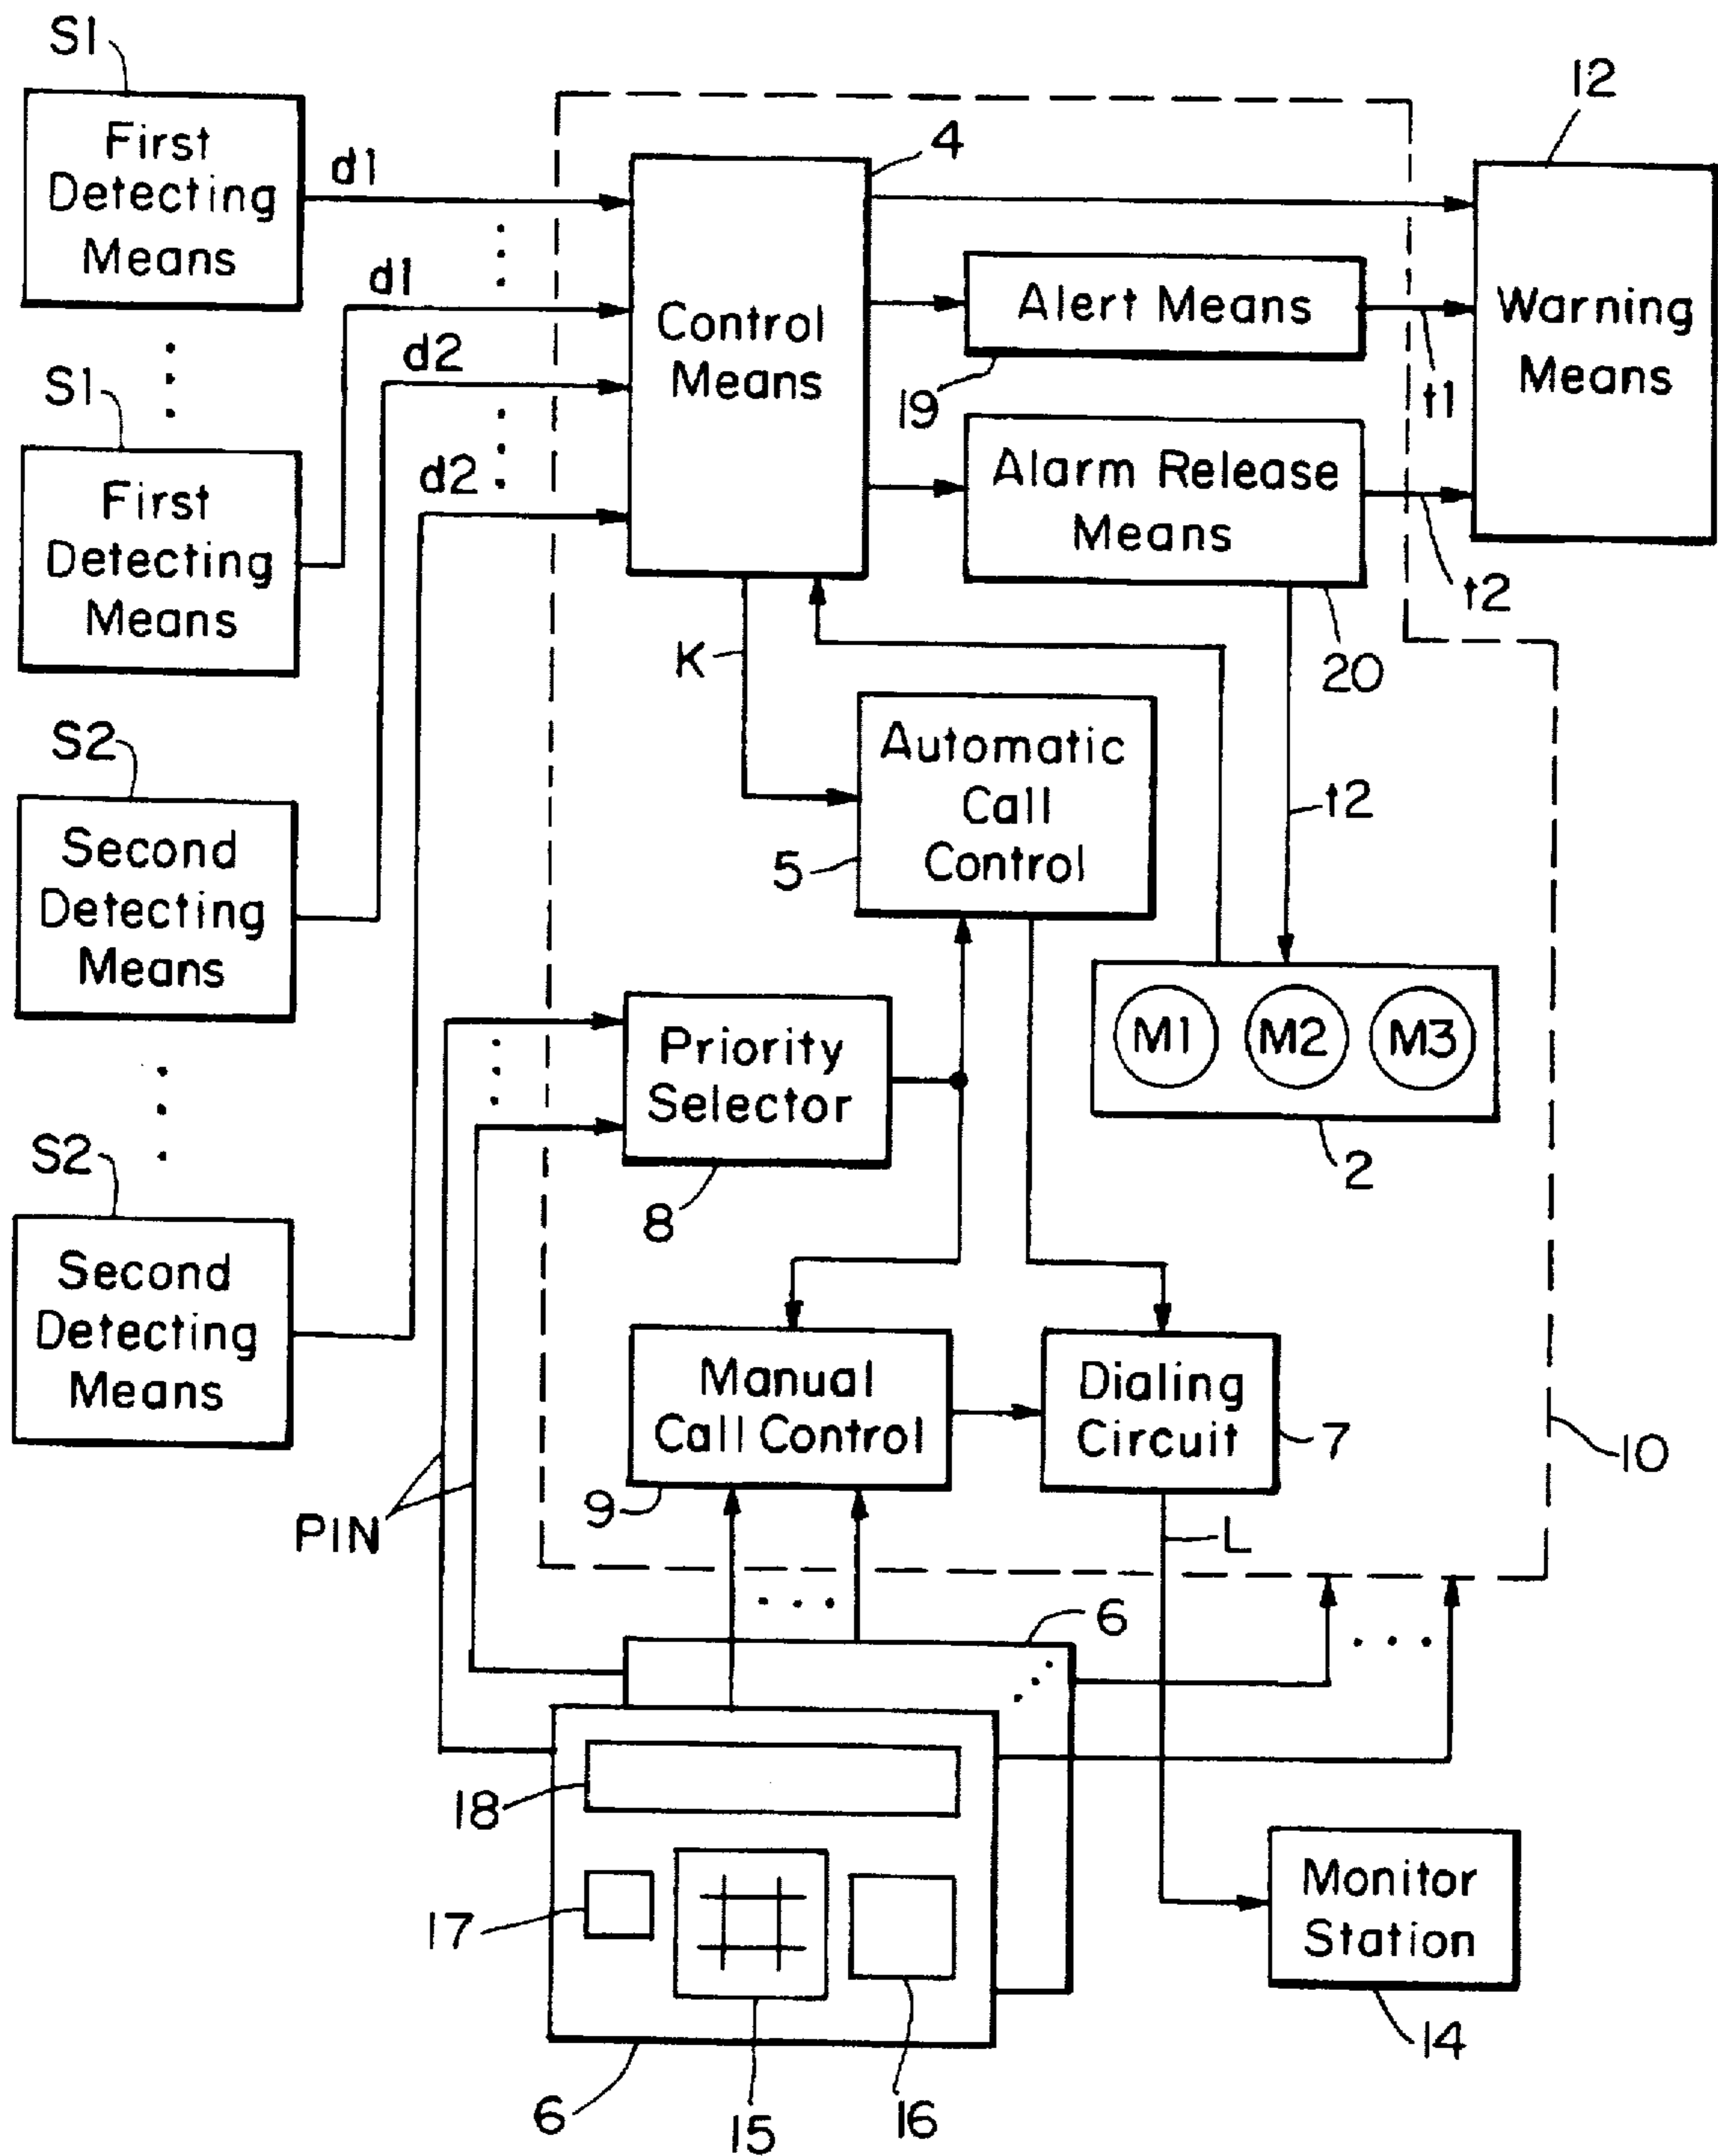 S1
First
Detecting
Means
d1
S1
First
Detecting
Means
d1
S2
Second
Detecting
Means
d2
S2
Second
Detecting
Means
d2
4
Control
Means
12
Warning
Means
Alert Means
19
t1
Alarm Release
Means
t2
20
K
Automatic
Call
Control
5
t2
M1 M2 M3
2
Priority
Selector
8
Manual
Call Control
9
Dialing
Circuit
7
10
PIN
L
6
18
17
15
16
6
Monitor
Station
14